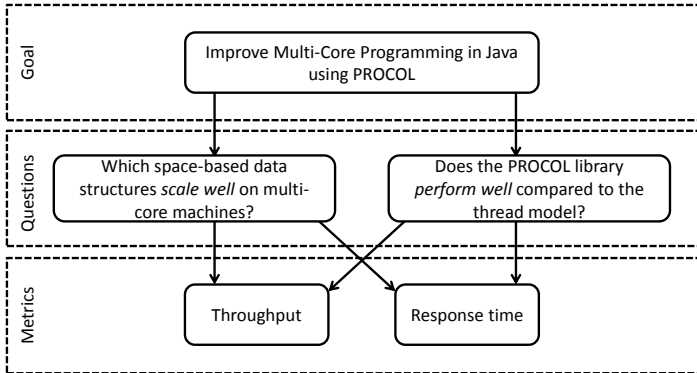 Goal
Improve Multi-Core Programming in Java
using PROCOL
Questions
Which space-based data
structures scale well on multi-
core machines?
Does the PROCOL library
perform well compared to the
thread model?
Metrics
Throughput
Response time